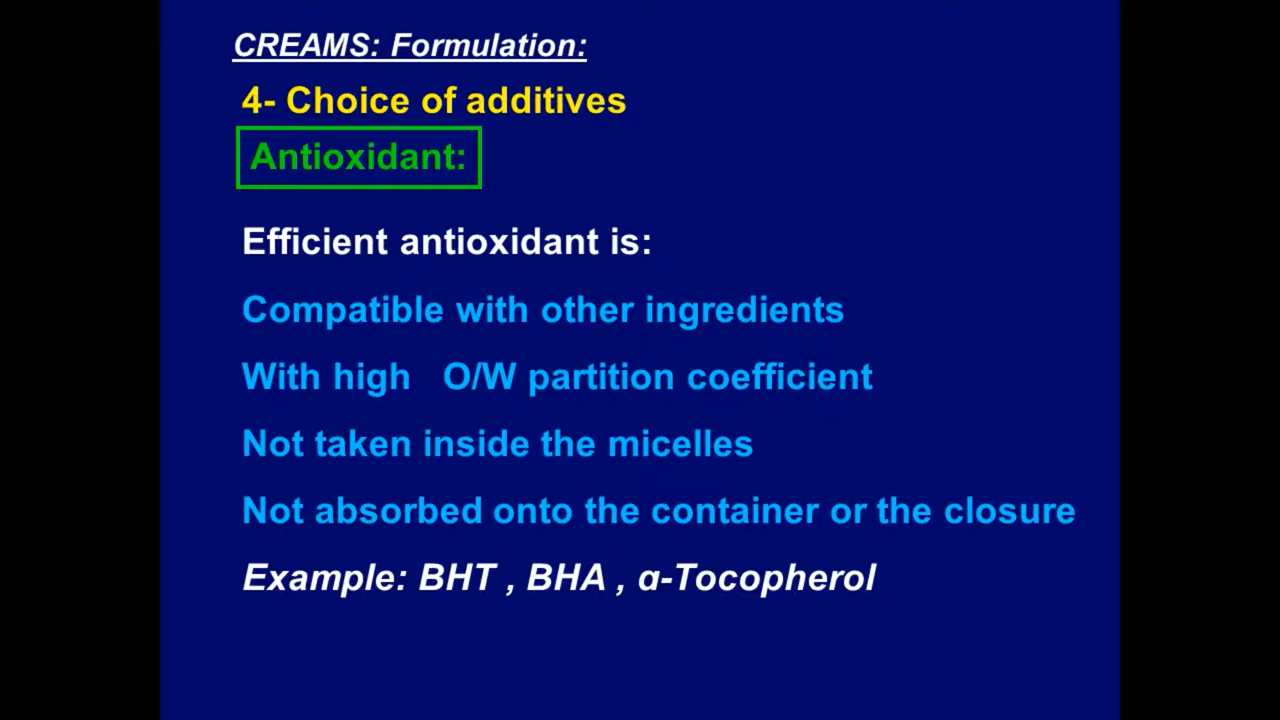 CREAMS: Formulation:
4- Choice of additives
Antioxidant:
Efficient antioxidant is:
Compatible with other ingredients
With high O/W partition coefficient
Not taken inside the micelles
Not absorbed onto the container or the closure
Example: BHT , BHA , α-Tocopherol